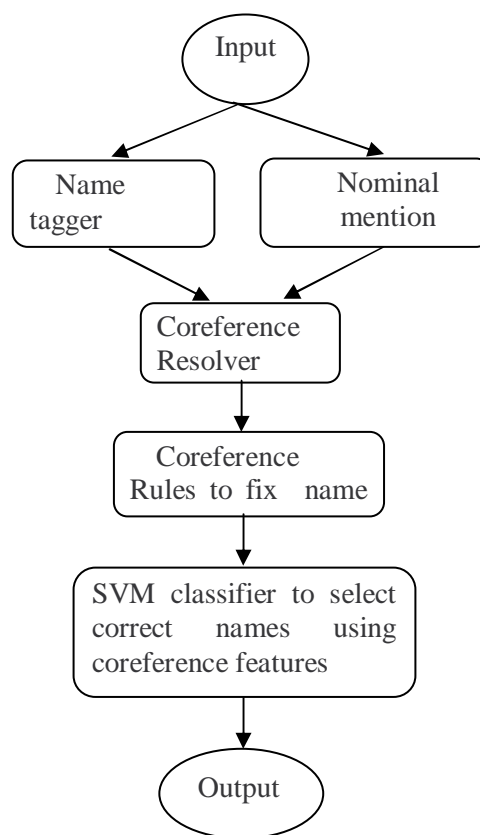 Input
Name
tagger
Nominal
mention
Coreference
Resolver
Coreference
Rules to fix name
SVM classifier to select
correct names using
coreference features
Output